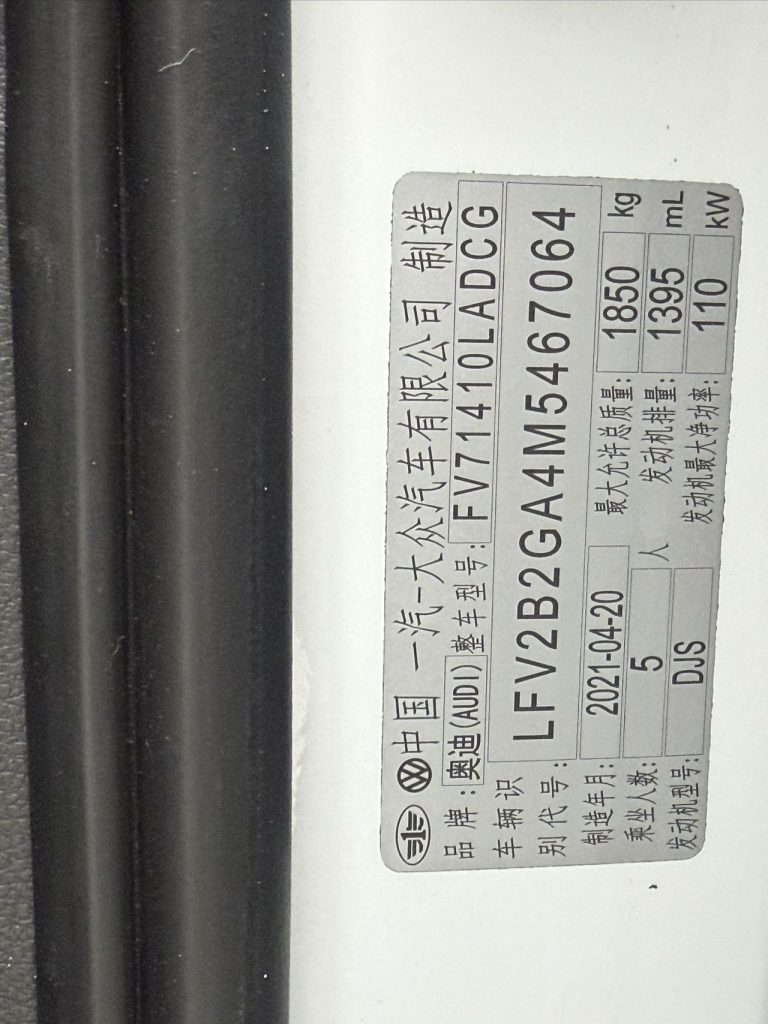 中国 一汽-大众汽车有限公司 制造
品牌:奥迪(AUDI) 整车型号:FV71410LADCG
车辆识别代号: LFV2B2GA4M5467064
制造年月: 2021-04-20 最大允许总质量: 1850 kg
乘坐人数: 5 人 发动机排量: 1395 mL
发动机型号: DJS 发动机最大净功率: 110 kW